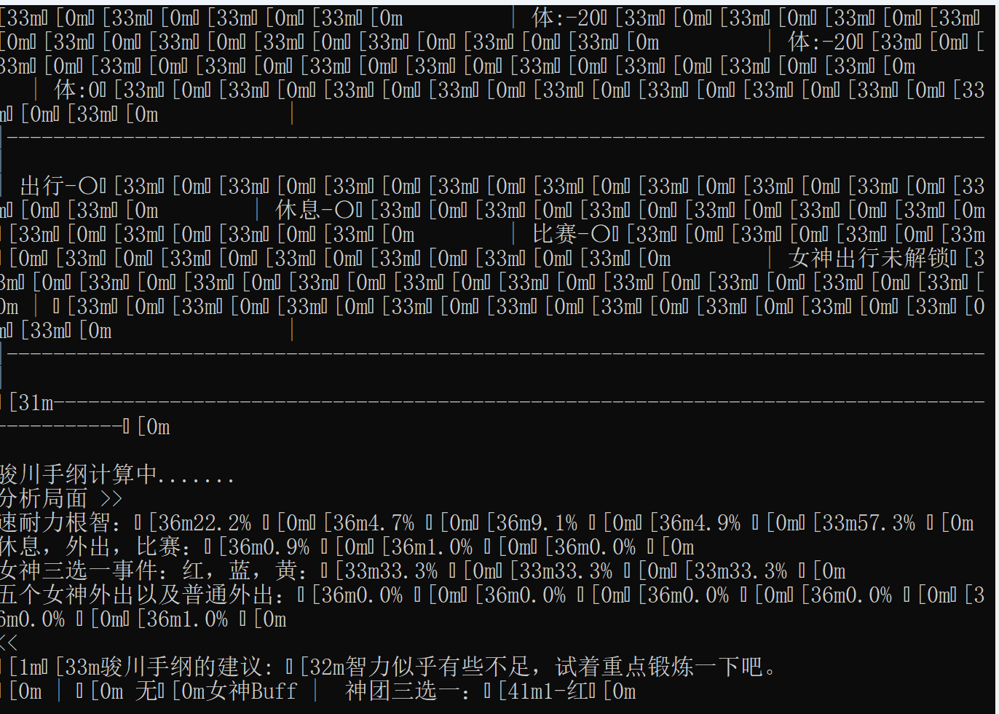 [33m▯[0m▯[33m▯[0m▯[33m▯[0m▯[33m▯[0m | 体:-20▯[33m▯[0m▯[33m▯[0m▯[33m▯[0m▯[33m▯
[0m▯[33m▯[0m▯[33m▯[0m▯[33m▯[0m▯[33m▯[0m▯[33m▯[0m▯[33m▯[0m | 体:-20▯[33m▯[0m▯[
33m▯[0m▯[33m▯[0m▯[33m▯[0m▯[33m▯[0m▯[33m▯[0m▯[33m▯[0m▯[33m▯[0m▯[33m▯[0m
| 体:0▯[33m▯[0m▯[33m▯[0m▯[33m▯[0m▯[33m▯[0m▯[33m▯[0m▯[33m▯[0m▯[33m▯[0m▯[33m▯[0m▯[33
m▯[0m▯[33m▯[0m |
|------------------------------------------------------------------------------------
|
| 出行-○▯[33m▯[0m▯[33m▯[0m▯[33m▯[0m▯[33m▯[0m▯[33m▯[0m▯[33m▯[0m▯[33m▯[0m▯[33
m▯[0m▯[33m▯[0m | 休息-○▯[33m▯[0m▯[33m▯[0m▯[33m▯[0m▯[33m▯[0m▯[33m▯[0m▯[33m▯[0m
▯[33m▯[0m▯[33m▯[0m▯[33m▯[0m▯[33m▯[0m | 比赛-○▯[33m▯[0m▯[33m▯[0m▯[33m▯[0m▯[33m
▯[0m▯[33m▯[0m▯[33m▯[0m▯[33m▯[0m▯[33m▯[0m▯[33m▯[0m▯[33m▯[0m | 女神出行未解锁▯[3
3m▯[0m▯[33m▯[0m▯[33m▯[0m▯[33m▯[0m▯[33m▯[0m▯[33m▯[0m▯[33m▯[0m▯[33m▯[0m▯[33m▯[
0m | ▯[33m▯[0m▯[33m▯[0m▯[33m▯[0m▯[33m▯[0m▯[33m▯[0m▯[33m▯[0m▯[33m▯[0m▯[33m▯[0
m▯[33m▯[0m |
|------------------------------------------------------------------------------------
|
▯[31m--------------------------------------------------------------------------------
-----------▯[0m
骏川手纲计算中.......
分析局面 >>
速耐力根智：▯[36m22.2% ▯[0m▯[36m4.7% ▯[0m▯[36m9.1% ▯[0m▯[36m4.9% ▯[0m▯[33m57.3% ▯[0m
休息，外出，比赛：▯[36m0.9% ▯[0m▯[36m1.0% ▯[0m▯[36m0.0% ▯[0m
女神三选一事件：红，蓝，黄：▯[33m33.3% ▯[0m▯[33m33.3% ▯[0m▯[33m33.3% ▯[0m
五个女神外出以及普通外出：▯[36m0.0% ▯[0m▯[36m0.0% ▯[0m▯[36m0.0% ▯[0m▯[36m0.0% ▯[0m▯[3
6m0.0% ▯[0m▯[36m1.0% ▯[0m
<<
▯[1m▯[33m骏川手纲的建议: ▯[32m智力似乎有些不足，试着重点锻炼一下吧。
▯[0m | ▯[0m 无▯[0m女神Buff | 神团三选一：▯[41m1-红▯[0m